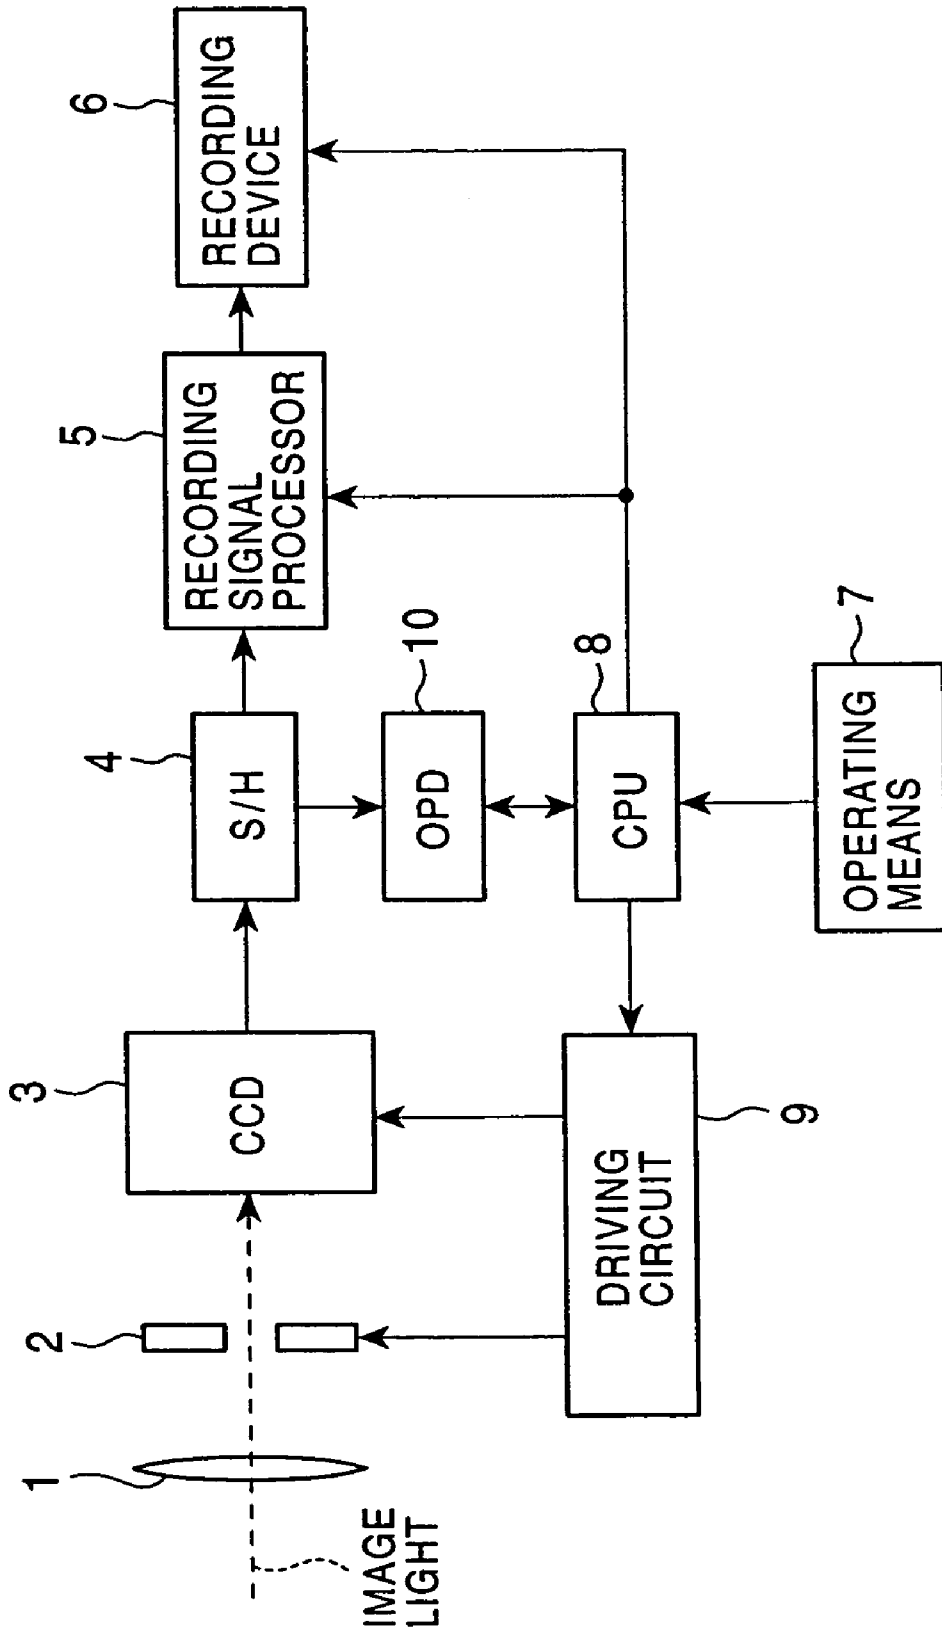 1
2
3
4
5
6
IMAGE
LIGHT
CCD
S/H
RECORDING
SIGNAL
PROCESSOR
RECORDING
DEVICE
10
OPD
8
CPU
DRIVING
CIRCUIT
9
7
OPERATING
MEANS